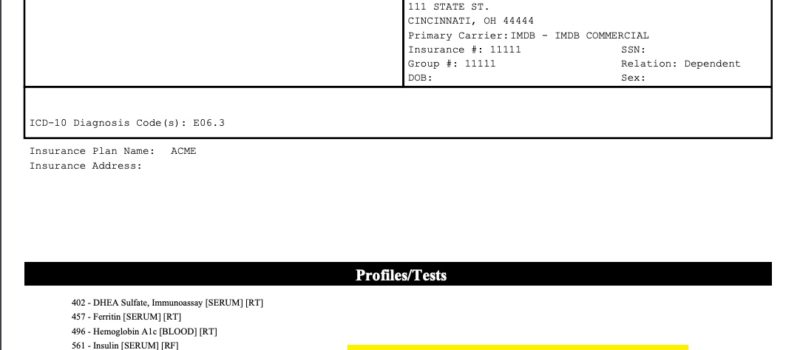 111 STATE ST.
CINCINNATI, OH 44444
Primary Carrier:IMDB - IMDB COMMERCIAL
Insurance #: 11111 SSN:
Group #: 11111 Relation: Dependent
DOB: Sex:
ICD-10 Diagnosis Code(s): E06.3
Insurance Plan Name: ACME
Insurance Address:
Profiles/Tests
402 - DHEA Sulfate, Immunoassay [SERUM] [RT]
457 - Ferritin [SERUM] [RT]
496 - Hemoglobin A1c [BLOOD] [RT]
561 - Insulin [SERUM] [RF]